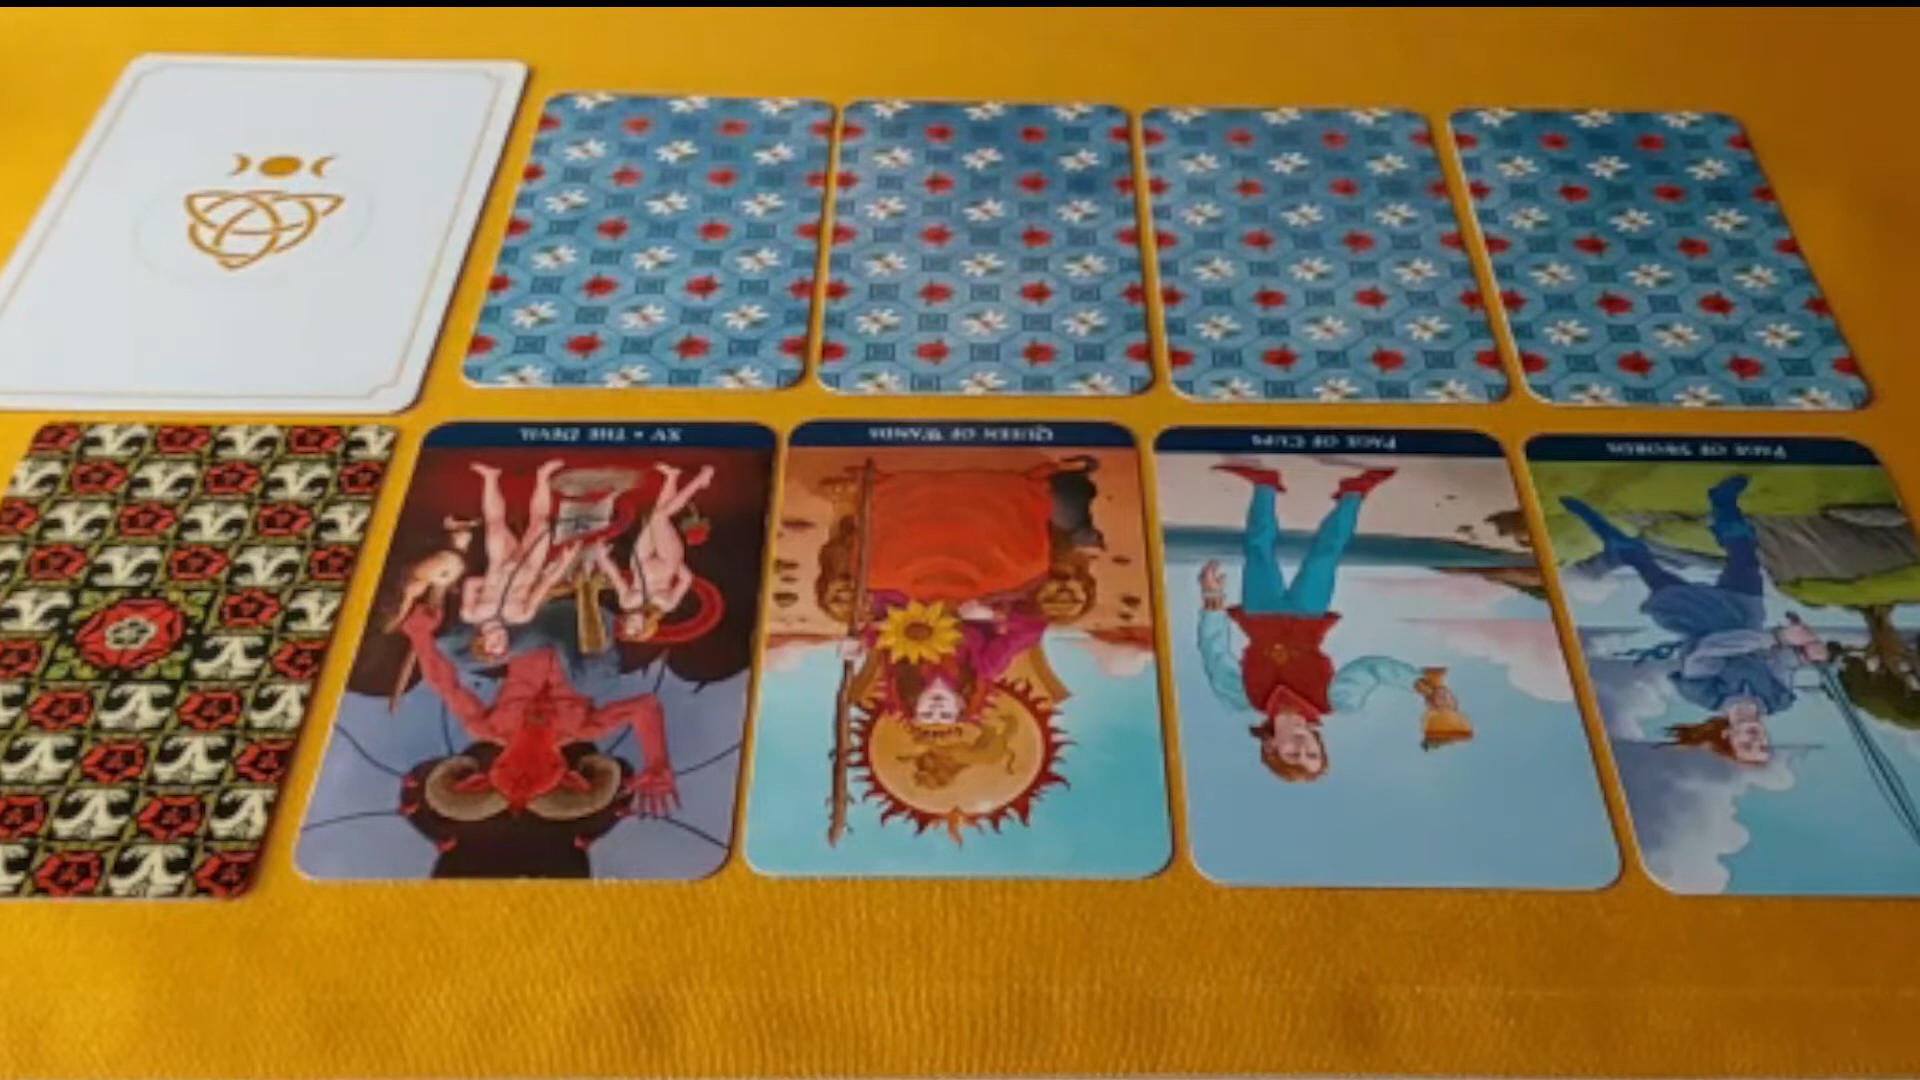 XV • THE DEVIL
QUEEN OF WANDS
PAGE OF CUPS
PAGE OF SWORDS